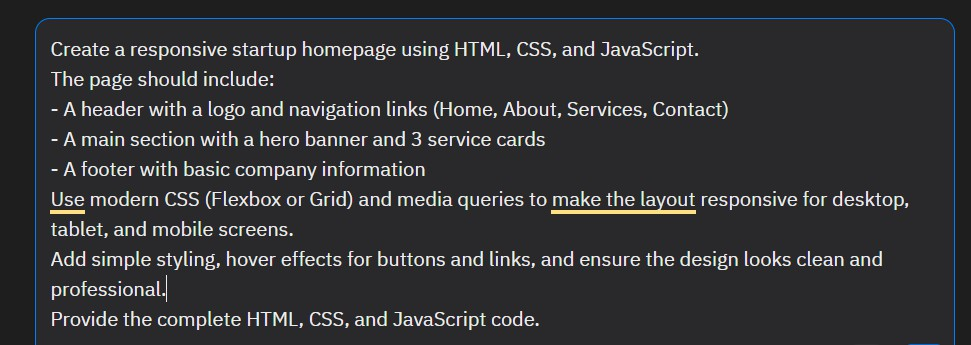 Create a responsive startup homepage using HTML, CSS, and JavaScript.
The page should include:
- A header with a logo and navigation links (Home, About, Services, Contact)
- A main section with a hero banner and 3 service cards
- A footer with basic company information
Use modern CSS (Flexbox or Grid) and media queries to make the layout responsive for desktop,
tablet, and mobile screens.
Add simple styling, hover effects for buttons and links, and ensure the design looks clean and
professional.
Provide the complete HTML, CSS, and JavaScript code.